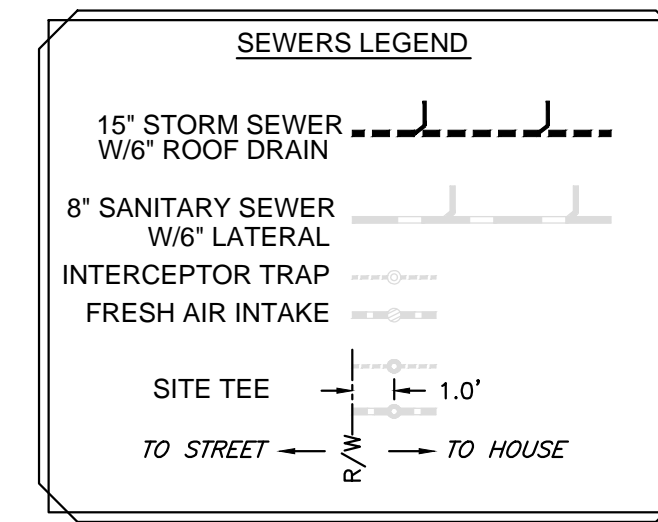 SEWERS LEGEND
15" STORM SEWER
W/6" ROOF DRAIN
8" SANITARY SEWER
W/6" LATERAL
INTERCEPTOR TRAP
FRESH AIR INTAKE
SITE TEE 1.0'
TO STREET R/W TO HOUSE